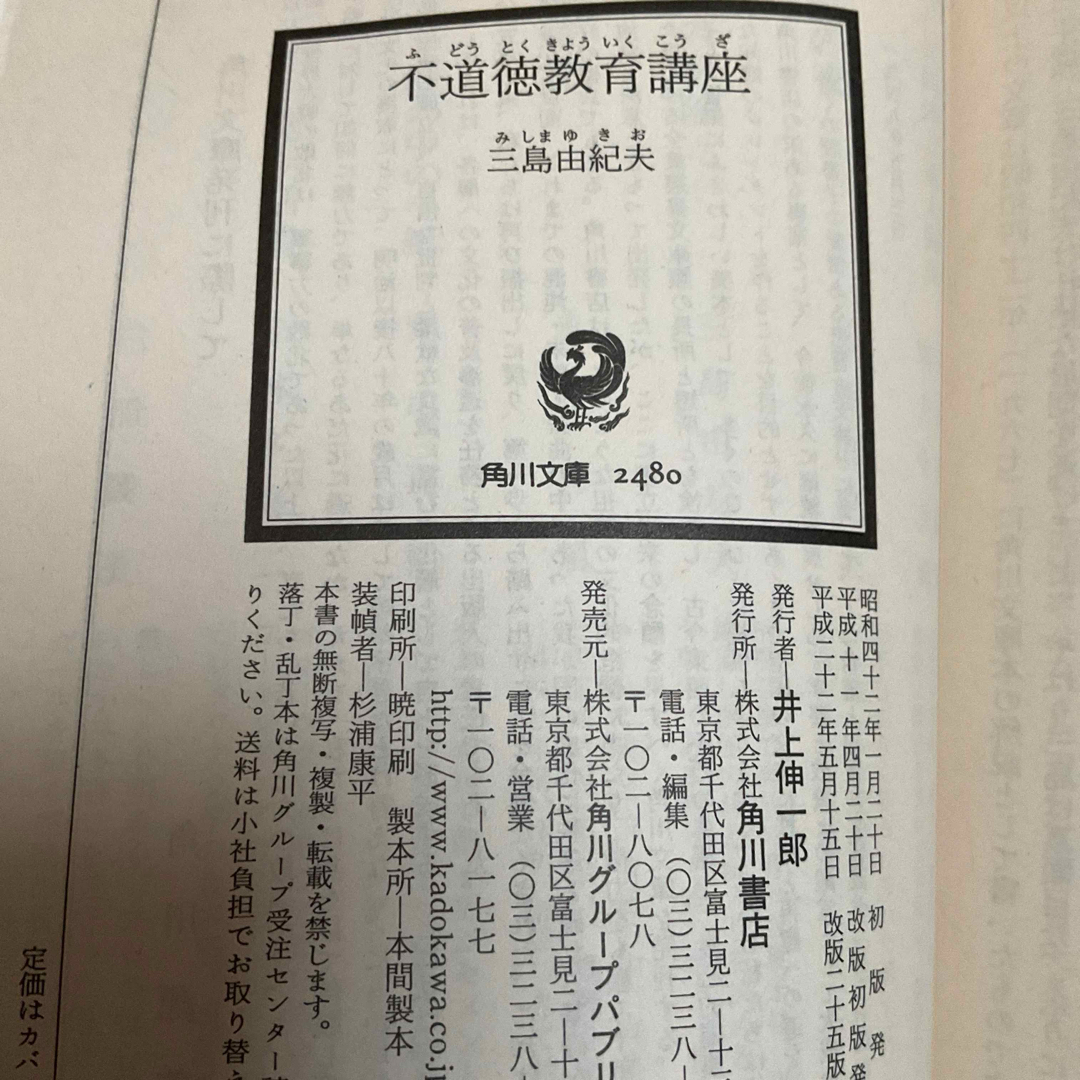 ふどうとくきよういくこうざ
不道徳教育講座
みしまゆきお
三島由紀夫
角川文庫 2480
昭和四十二年一月二十日 初版発
平成十一年四月二十日 改版初版発
平成二十二年五月十五日 改版二十五版
発行者―井上伸一郎
発行所―株式会社角川書店
東京都千代田区富士見二―十三
電話・編集 (〇三)三二三八―
〒一〇二―八〇七八
発売元―株式会社角川グループパブリ
東京都千代田区富士見二―十
電話・営業 (〇三)三二三八
〒一〇二―八一七七
http://www.kadokawa.co.j
印刷所―暁印刷 製本所―本間製本
装幀者―杉浦康平
本書の無断複写・複製・転載を禁じます。
落丁・乱丁本は角川グループ受注センター
りください。送料は小社負担でお取り替え
定価はカバ